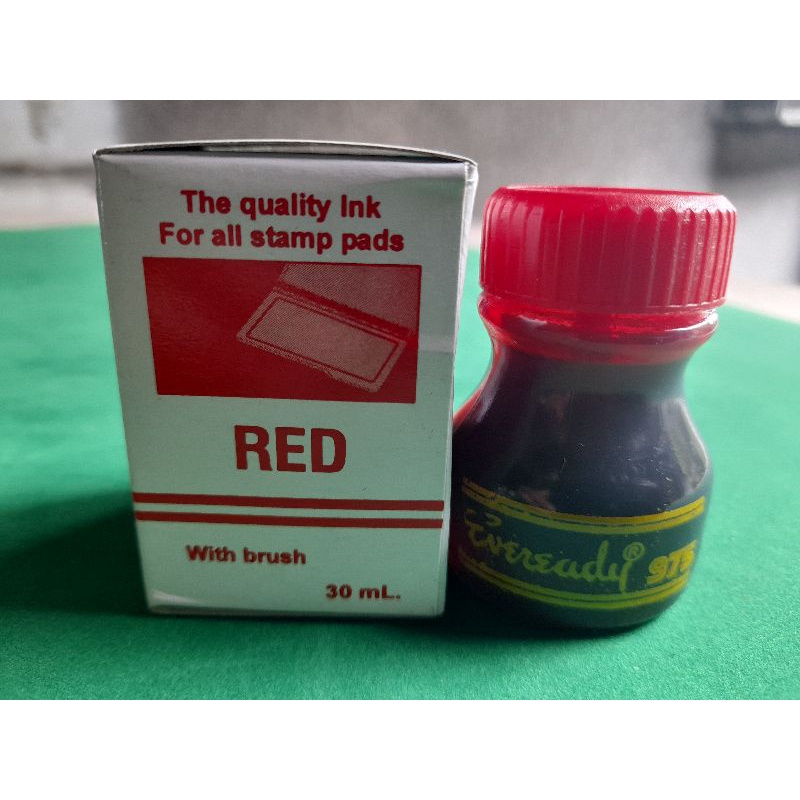 The quality Ink
For all stamp pads
RED
With brush
30 mL.
Eveready® 975